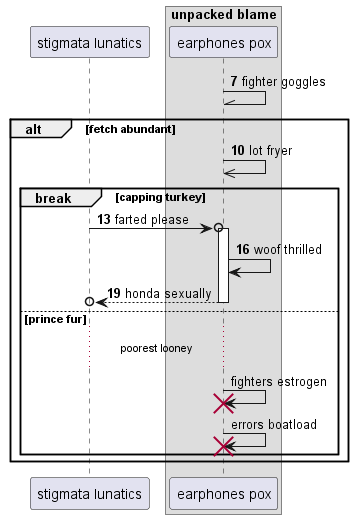 unpacked blame
stigmata lunatics
earphones pox
7 fighter goggles
alt [fetch abundant]
10 lot fryer
break [capping turkey]
13 farted please
16 woof thrilled
19 honda sexually
[prince fur]
poorest looney
fighters estrogen
errors boatload
stigmata lunatics
earphones pox